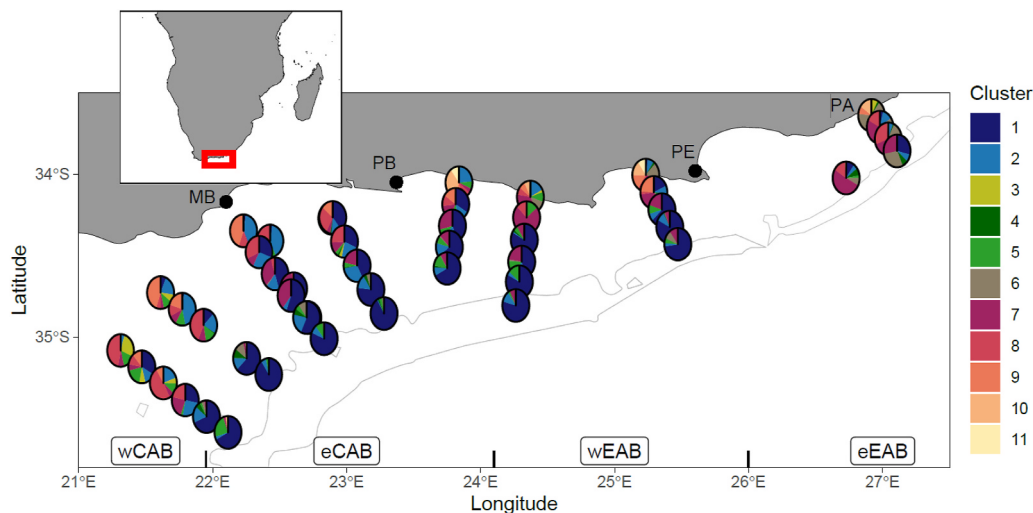 PA
Cluster
1
2
3
4
5
6
7
8
9
10
11
PB
PE
MB
34°S
35°S
Latitude
wCAB
eCAB
wEAB
eEAB
21°E
22°E
23°E
24°E
25°E
26°E
27°E
Longitude